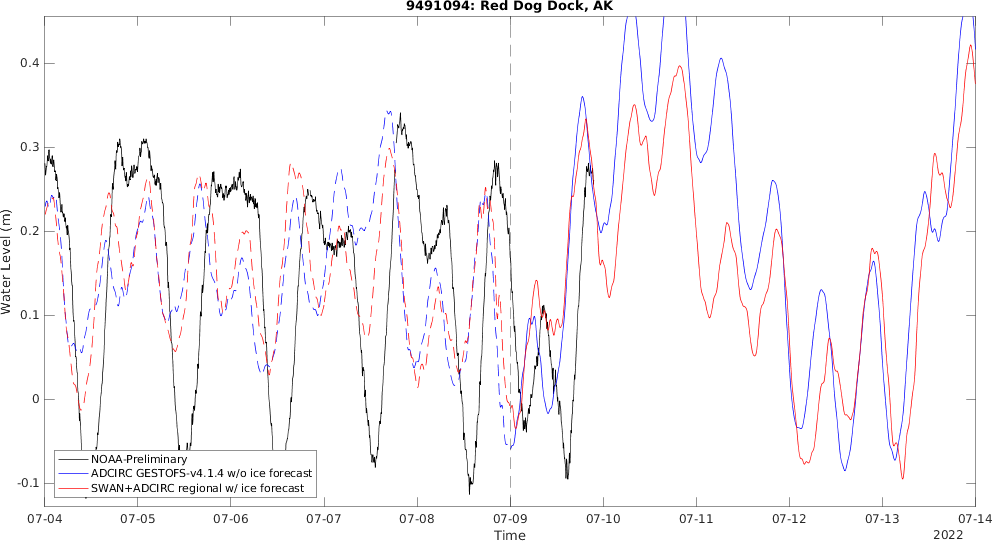 9491094: Red Dog Dock, AK
Water Level (m)
0.4
0.3
0.2
0.1
0
-0.1
NOAA-Preliminary
ADCIRC GESTOFS-v4.1.4 w/o ice forecast
SWAN+ADCIRC regional w/ ice forecast
07-04 07-05 07-06 07-07 07-08 07-09 07-10 07-11 07-12 07-13 07-14
Time
2022